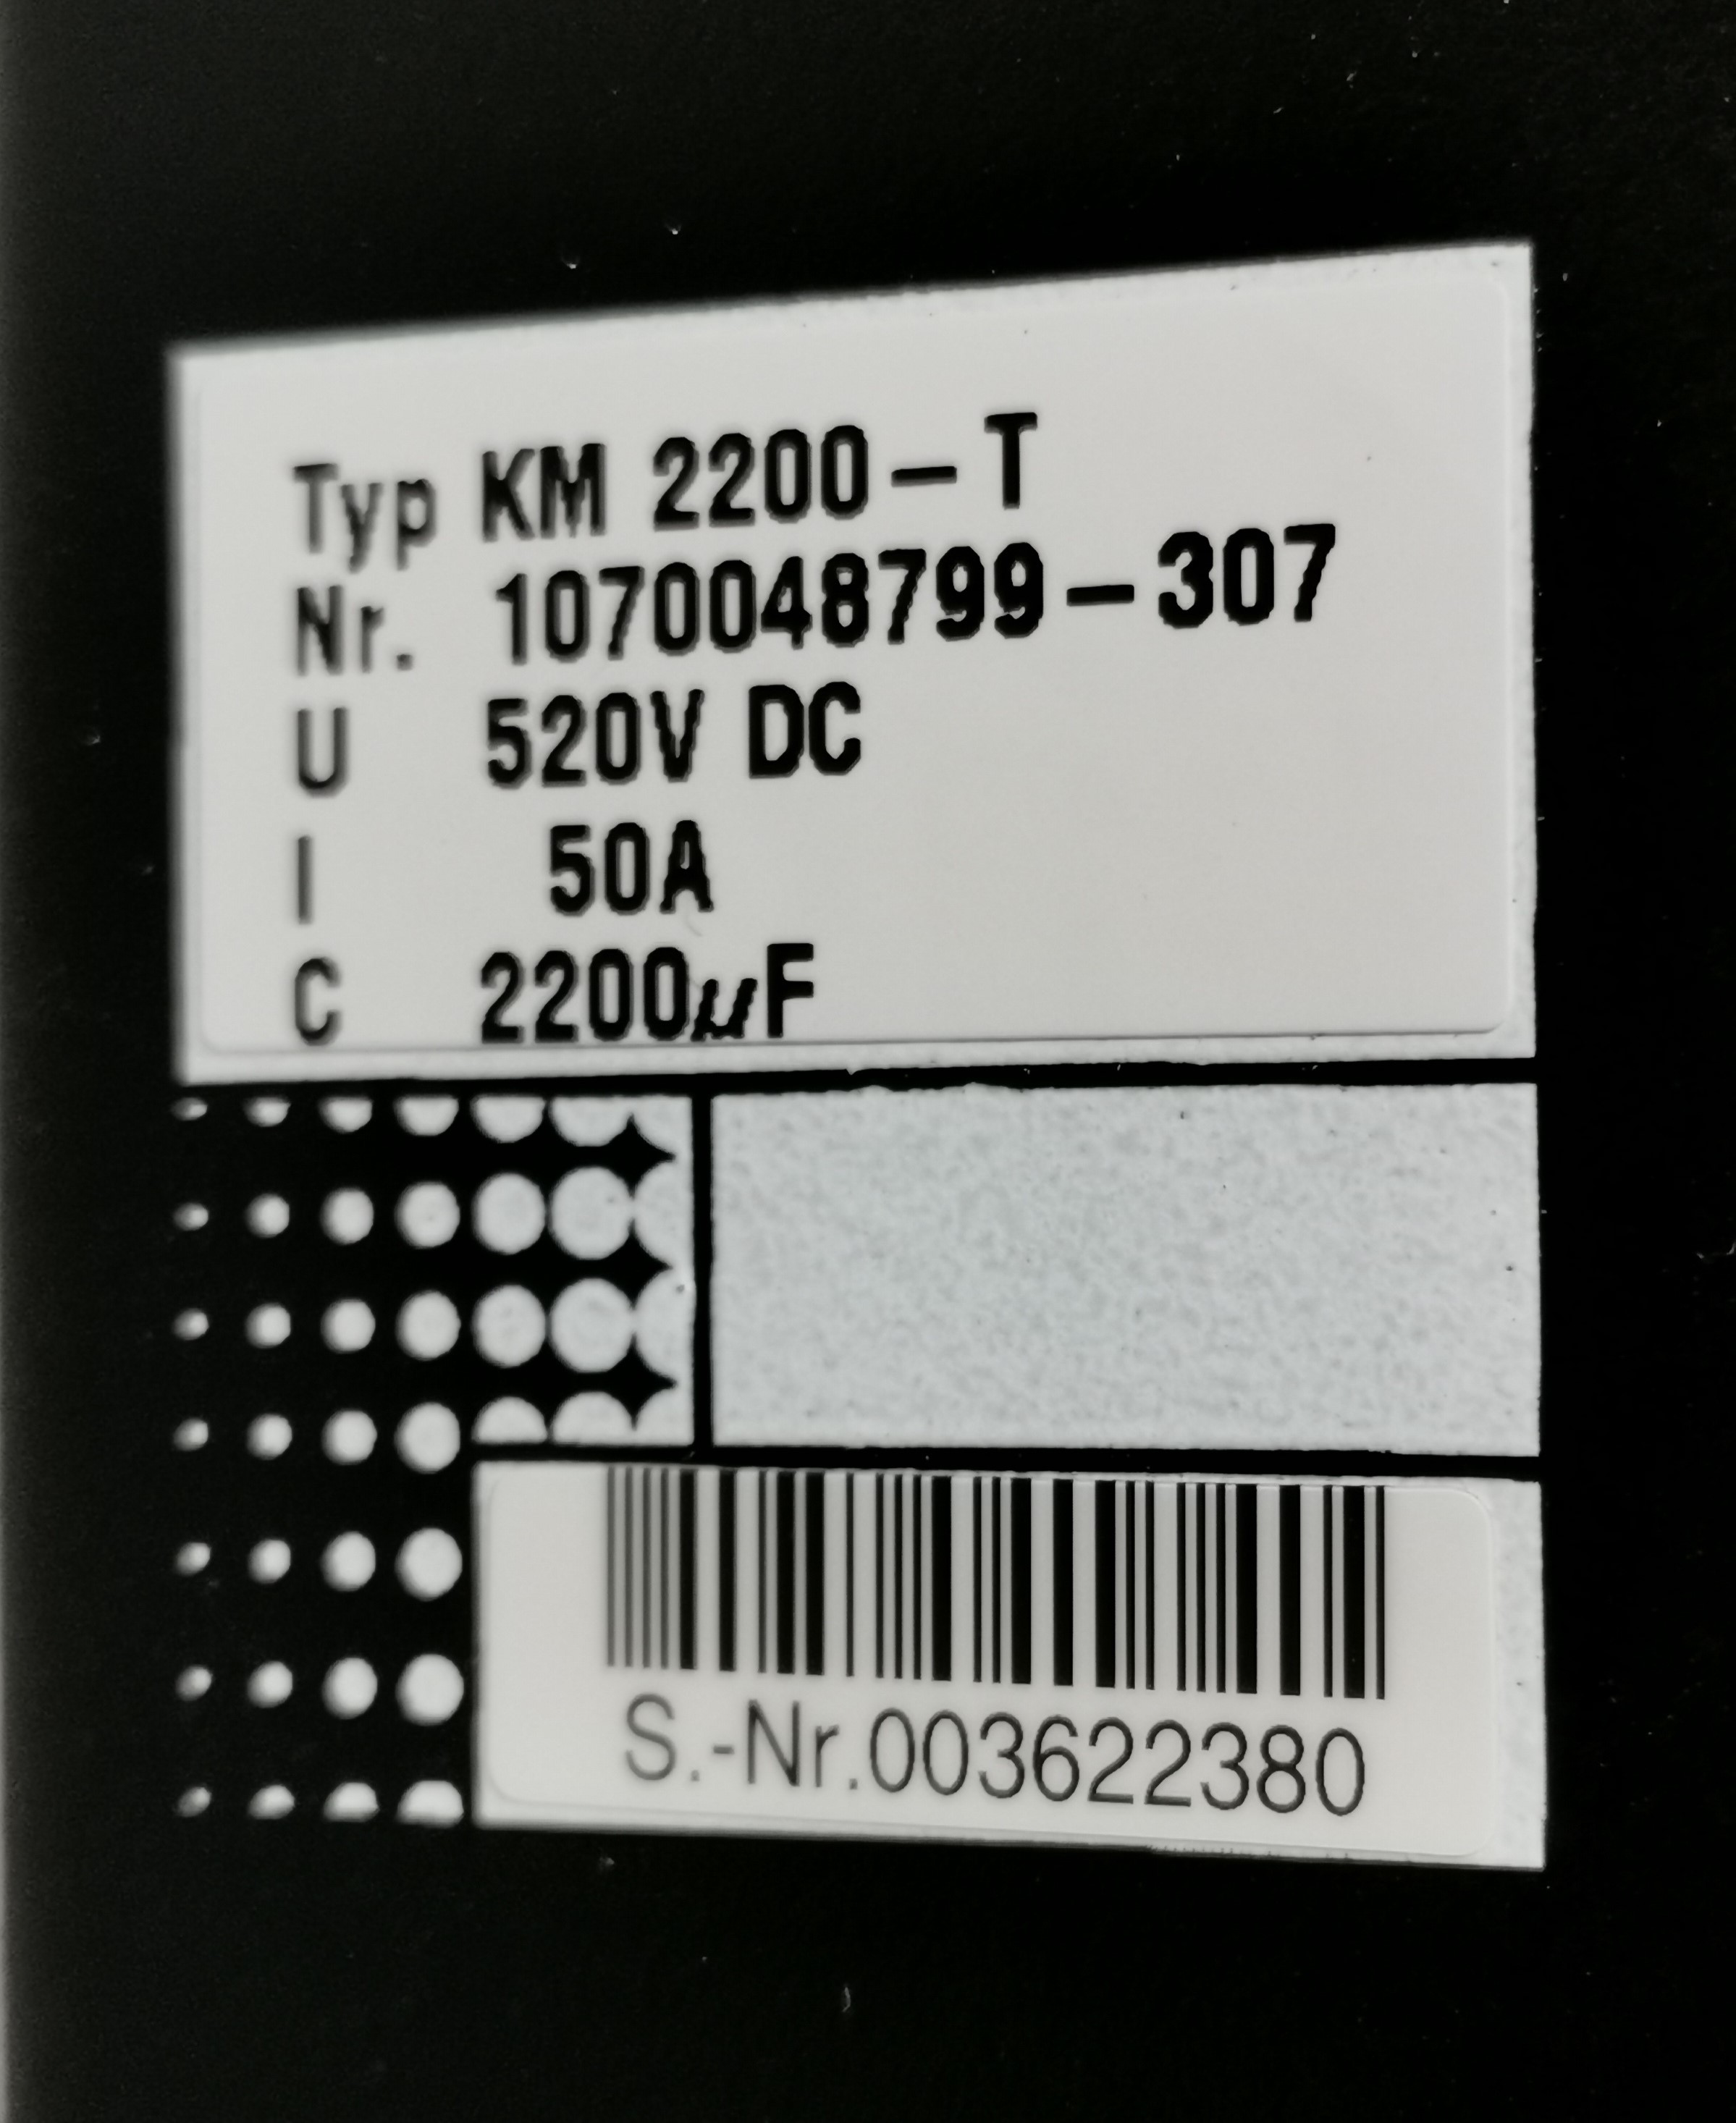 Typ KM 2200-T
Nr. 1070048799-307
U 520V DC
I 50A
C 2200µF
S.-Nr.003622380